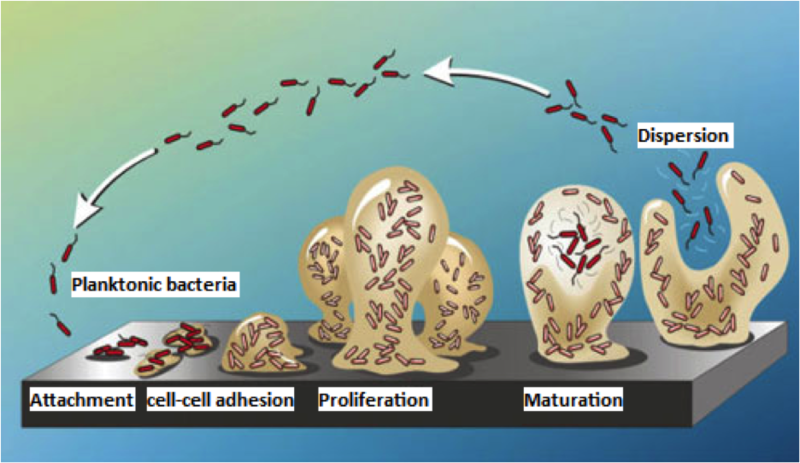 Dispersion
Planktonic bacteria
Attachment
cell-cell adhesion
Proliferation
Maturation